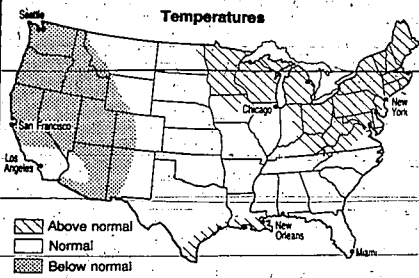 Temperatures
Seattle
New York
Chicago
San Francisco
Los Angeles
New Orleans
Miami
Above normal
Normal
Below normal